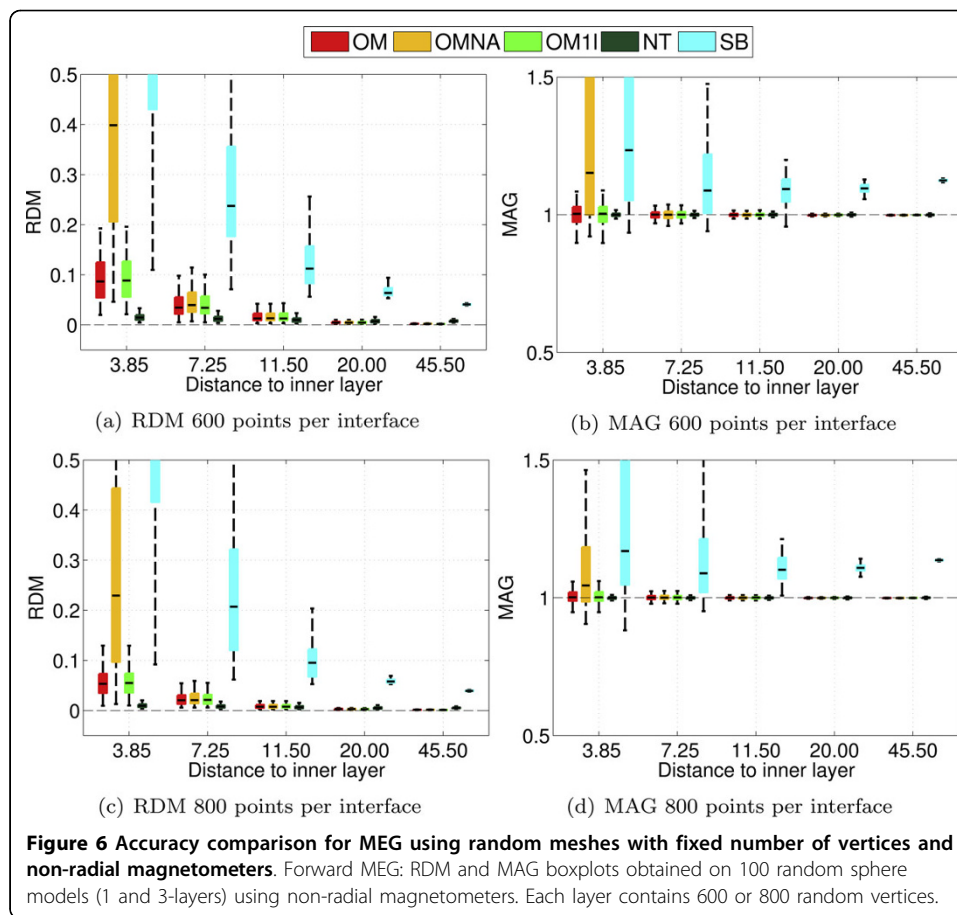 OM OMNA OM1I NT SB
0.5
0.4
0.3
0.2
0.1
0
RDM
3.85 7.25 11.50 20.00 45.50
Distance to inner layer
(a) RDM 600 points per interface
1.5
1
0.5
MAG
3.85 7.25 11.50 20.00 45.50
Distance to inner layer
(b) MAG 600 points per interface
0.5
0.4
0.3
0.2
0.1
0
RDM
3.85 7.25 11.50 20.00 45.50
Distance to inner layer
(c) RDM 800 points per interface
1.5
1
0.5
MAG
3.85 7.25 11.50 20.00 45.50
Distance to inner layer
(d) MAG 800 points per interface
Figure 6 Accuracy comparison for MEG using random meshes with fixed number of vertices and
non-radial magnetometers. Forward MEG: RDM and MAG boxplots obtained on 100 random sphere
models (1 and 3-layers) using non-radial magnetometers. Each layer contains 600 or 800 random vertices.